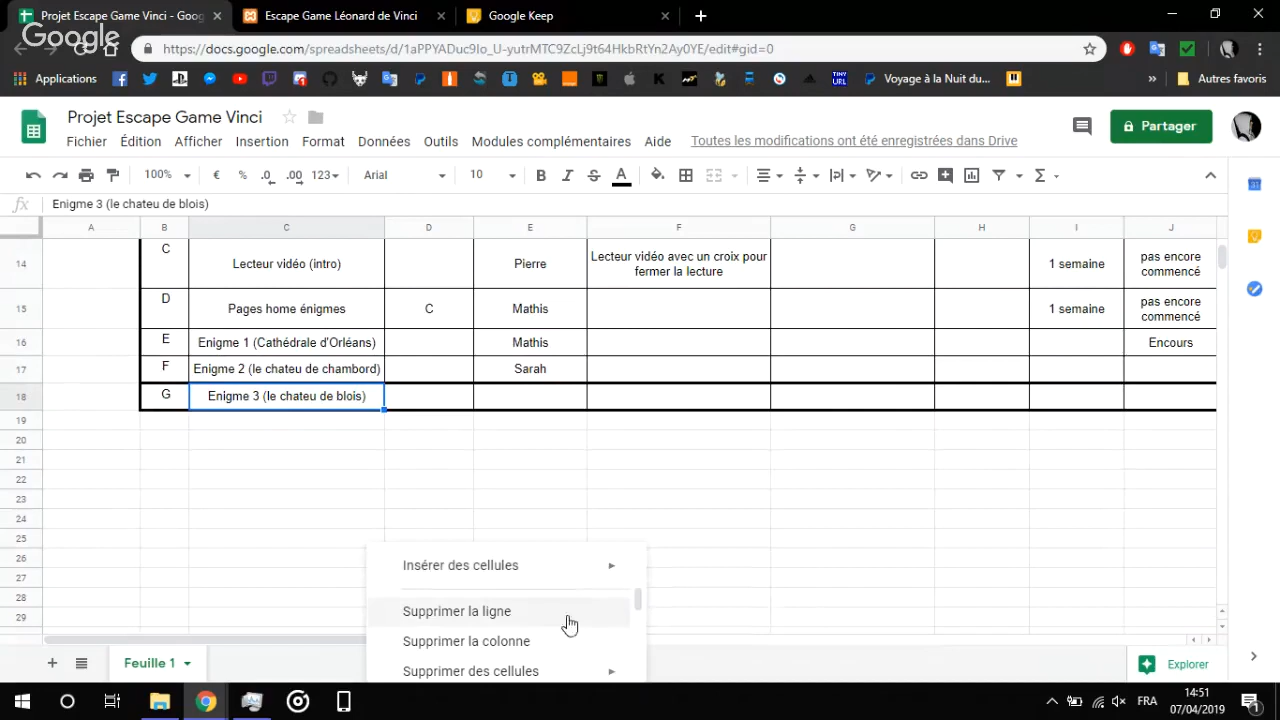 Projet Escape Game Vinci - Goog
Escape Game Léonard de Vinci
Google Keep
Google
https://docs.google.com/spreadsheets/d/1aPPYADuc9Io_U-yutrMTC9ZcLj9t64HkbRtYn2Ay0YE/edit#gid=0
Applications
TINY
URL
Voyage à la Nuit du...
»
Autres favoris
Projet Escape Game Vinci
Partager
Fichier Édition Afficher Insertion Format Données Outils Modules complémentaires Aide Toutes les modifications ont été enregistrées dans Drive
100% € % .0 .00 123 Arial 10 B I S A Σ
fx Enigme 3 (le chateu de blois)
A B C D E F G H I J
14 C Lecteur vidéo (intro) Pierre Lecteur vidéo avec un croix pour 1 semaine pas encore
fermer la lecture commencé
15 D Pages home énigmes C Mathis 1 semaine pas encore
commencé
16 E Enigme 1 (Cathédrale d'Orléans) Mathis Encours
17 F Enigme 2 (le chateu de chambord) Sarah
18 G Enigme 3 (le chateu de blois)
19
20
21
22
23
24
25
26
27
28
29
Insérer des cellules
Supprimer la ligne
Supprimer la colonne
Supprimer des cellules
Feuille 1
Explorer
FRA
14:51
07/04/2019
1